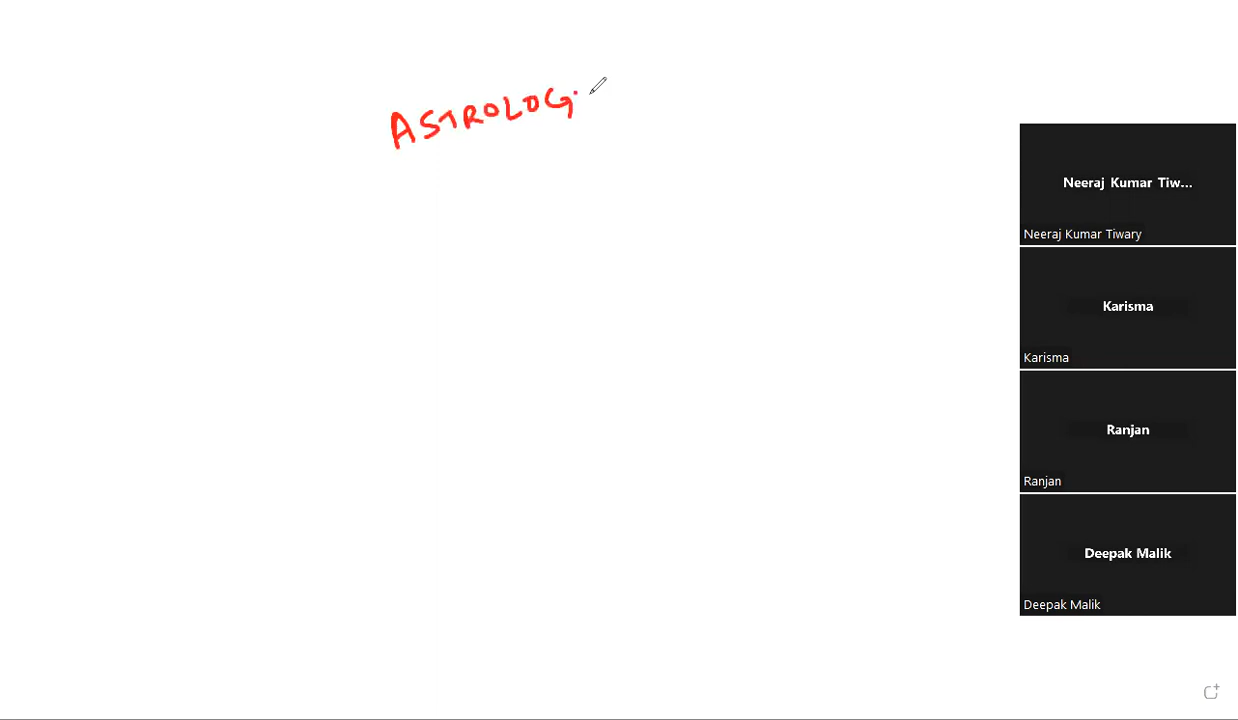 ASTROLOG
Neeraj Kumar Tiw...
Neeraj Kumar Tiwary
Karisma
Karisma
Ranjan
Ranjan
Deepak Malik
Deepak Malik